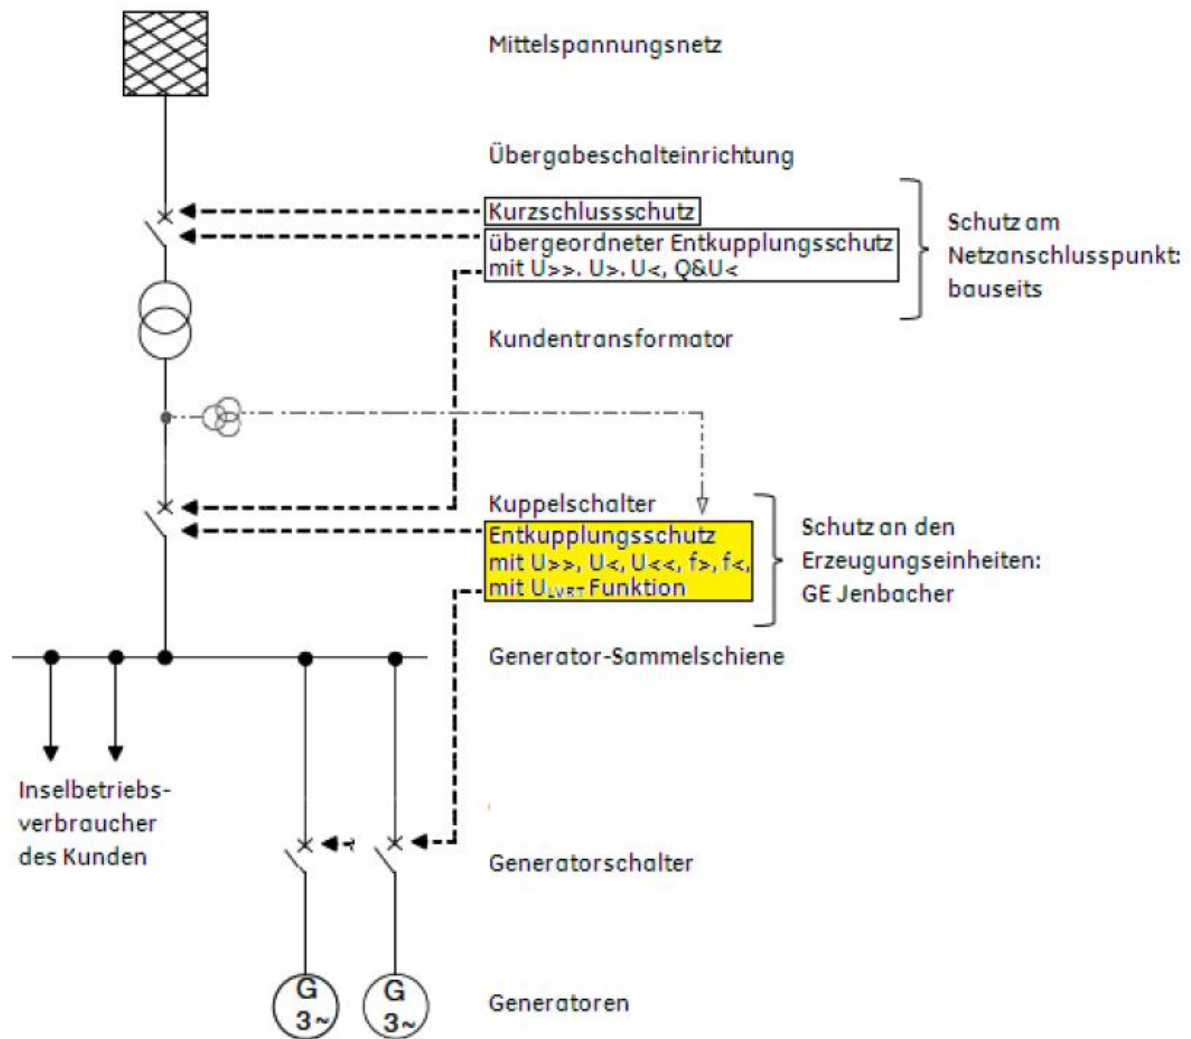 Mittelspannungsnetz
Übergabeschalteinrichtung
Kurzschlussschutz
übergeordneter Entkupplungsschutz
mit U>>. U>. U<, Q&U<
Schutz am
Netzanschlusspunkt:
bauseits
Kundentransformator
Kuppelschalter
Entkupplungsschutz
mit U>>, U<, U<<, f>, f<,
mit ULVRT Funktion
Schutz an den
Erzeugungseinheiten:
GE Jenbacher
Generator-Sammelschiene
Inselbetriebs-
verbraucher
des Kunden
Generatorschalter
G
3~
G
3~
Generatoren